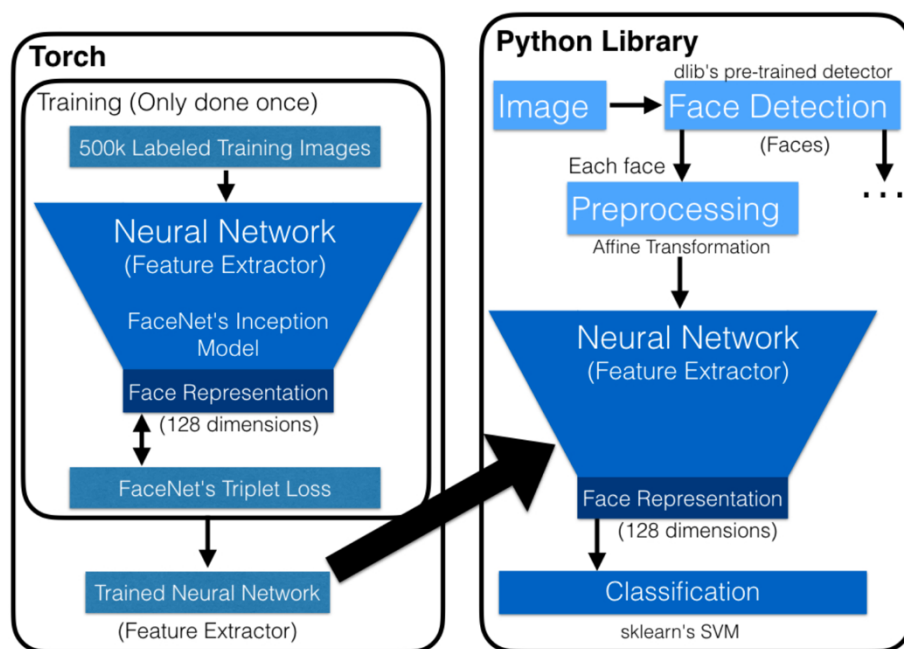 Torch
Training (Only done once)
500k Labeled Training Images
Neural Network
(Feature Extractor)
FaceNet's Inception
Model
Face Representation
(128 dimensions)
FaceNet's Triplet Loss
Trained Neural Network
(Feature Extractor)
Python Library
dlib's pre-trained detector
Image
Face Detection
(Faces)
Each face
...
Preprocessing
Affine Transformation
Neural Network
(Feature Extractor)
Face Representation
(128 dimensions)
Classification
sklearn's SVM